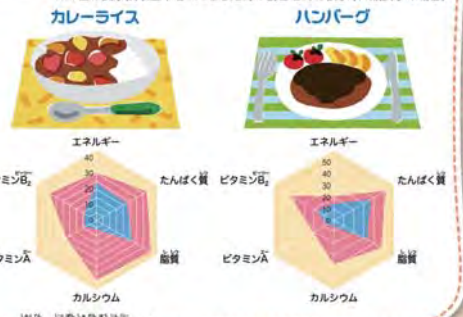 カレーライス
ハンバーグ
エネルギー
40
30
20
10
0
たんぱく質
脂質
カルシウム
ミンA
ミンB₂
エネルギー
50
40
30
20
10
0
たんぱく質
脂質
カルシウム
ビタミンA
ビタミンB₂